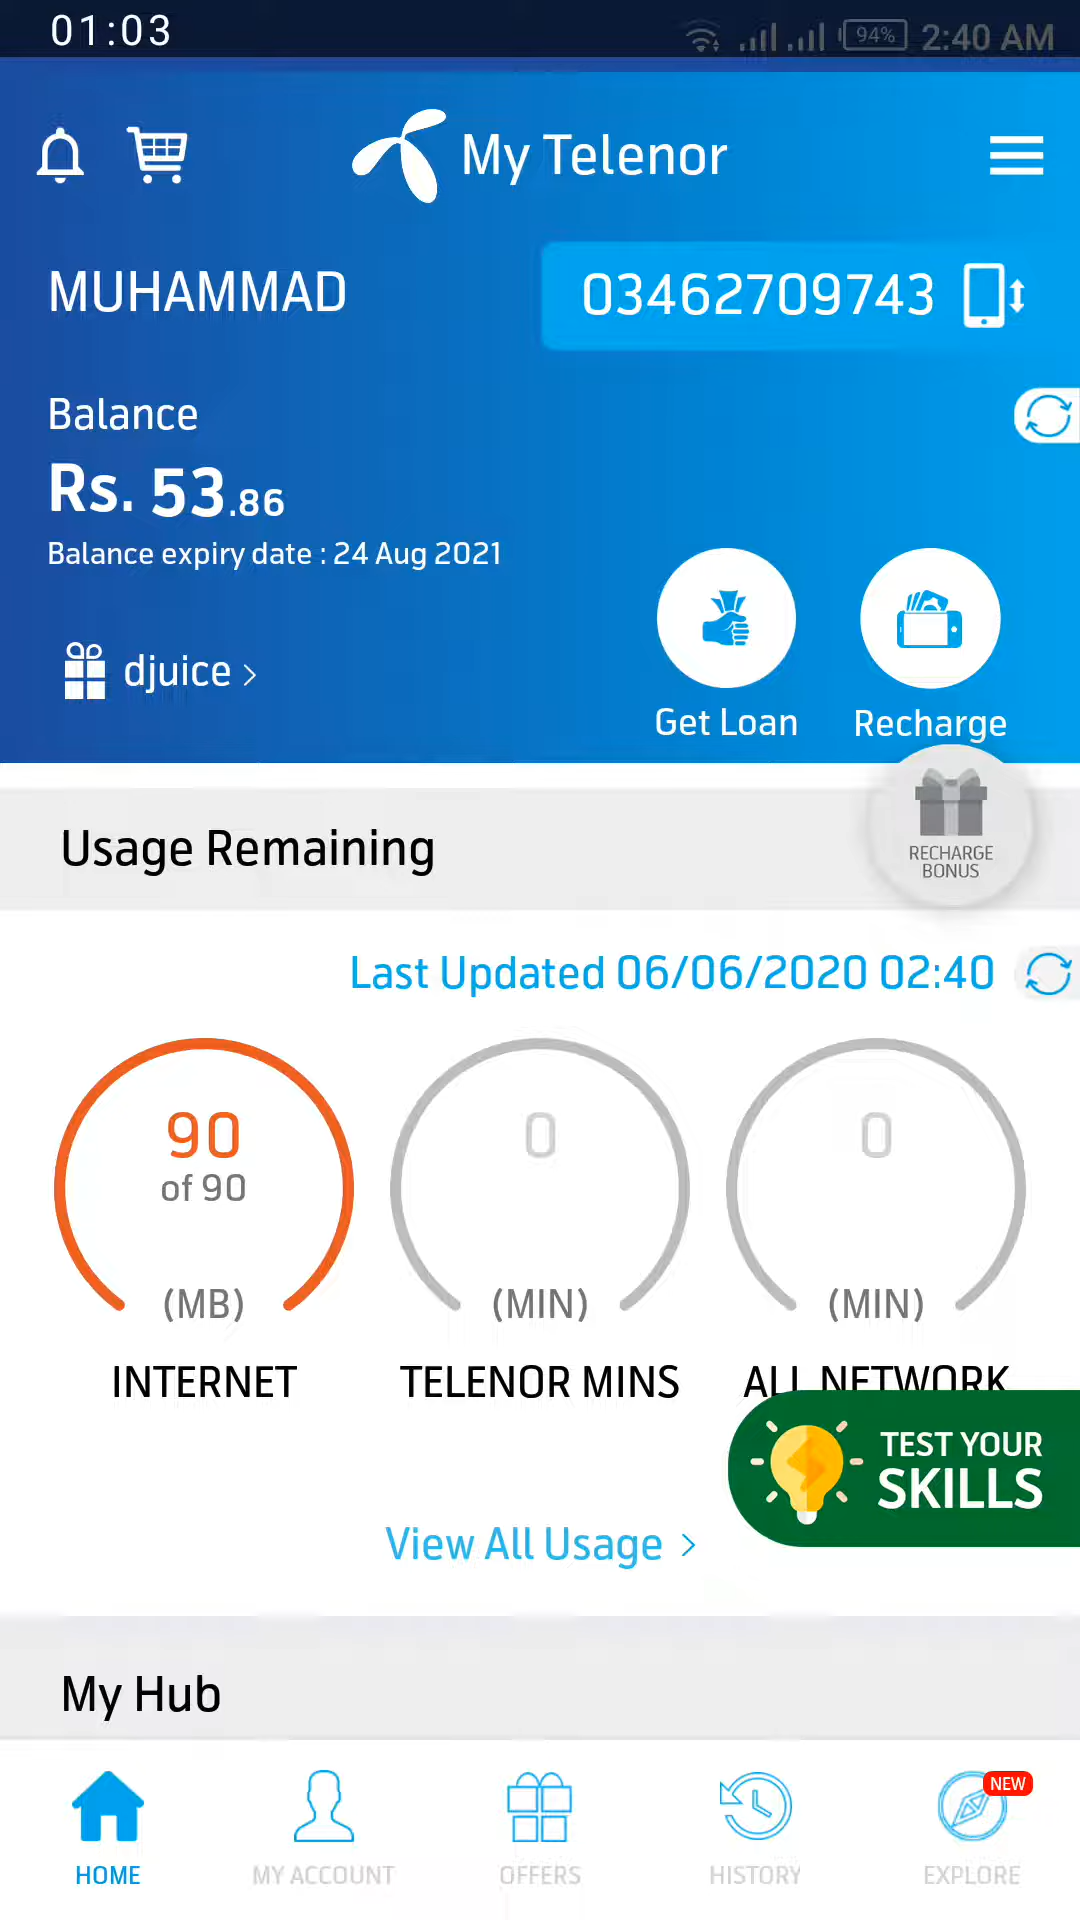 01:03
94% 2:40 AM
My Telenor
MUHAMMAD
03462709743
Balance
Rs. 53.86
Balance expiry date : 24 Aug 2021
djuice
Get Loan
Recharge
Usage Remaining
RECHARGE
BONUS
Last Updated 06/06/2020 02:40
90
of 90
(MB)
INTERNET
0
(MIN)
TELENOR MINS
0
(MIN)
ALL NETWORK
TEST YOUR
SKILLS
View All Usage
My Hub
HOME
MY ACCOUNT
OFFERS
HISTORY
NEW
EXPLORE